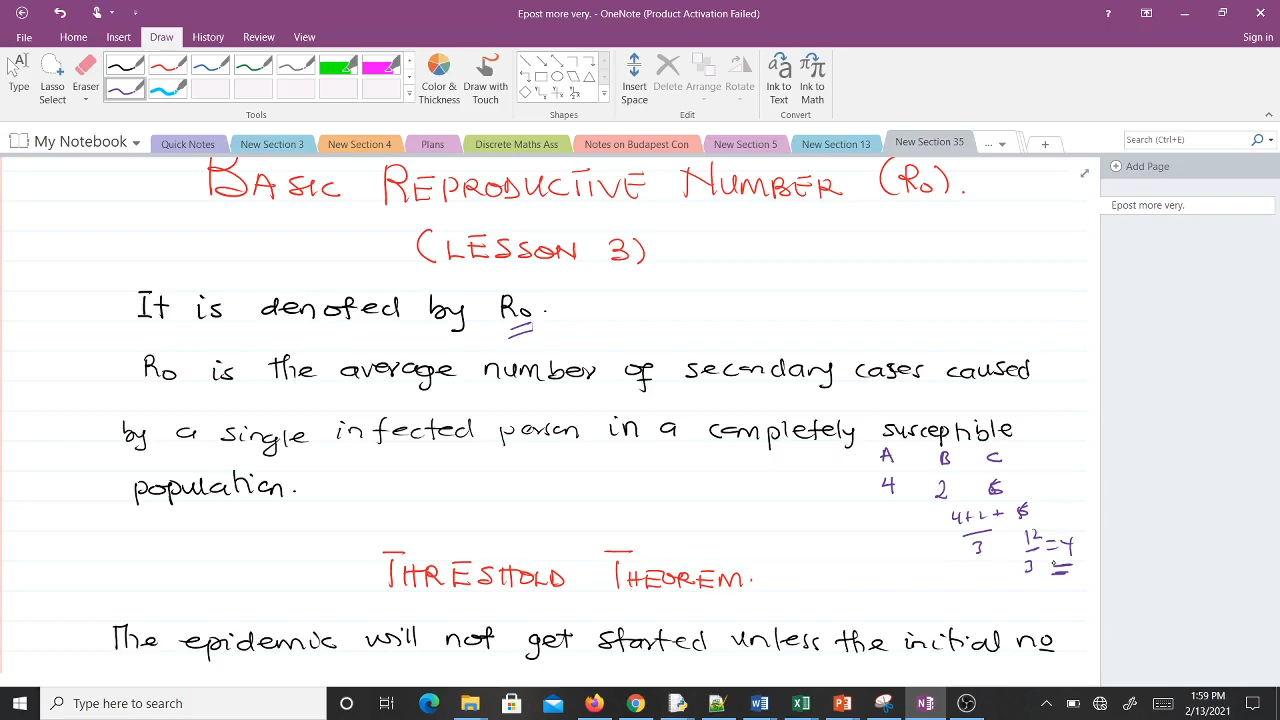 Epost more very. - OneNote (Product Activation Failed)
File Home Insert Draw History Review View
Sign in
Type Lasso Select Eraser Color & Thickness Draw with Touch Insert Space Delete Arrange Rotate Ink to Text Ink to Math
Tools Shapes Edit Convert
My Notebook Quick Notes New Section 3 New Section 4 Plans Discrete Maths Ass Notes on Budapest Con New Section 5 New Section 13 New Section 35 ... Search (Ctrl+E)
Add Page
Epost more very.
BASIC REPRODUCTIVE NUMBER (Ro).
(LESSON 3)
It is denoted by Ro.
Ro is the average number of secondary cases caused
by a single infected person in a completely susceptible
A B C
population.
4 2 6
4+2+6
3
12
3
=4
THRESHOLD THEOREM.
The epidemic will not get started unless the initial no
Type here to search
1:59 PM
2/13/2021